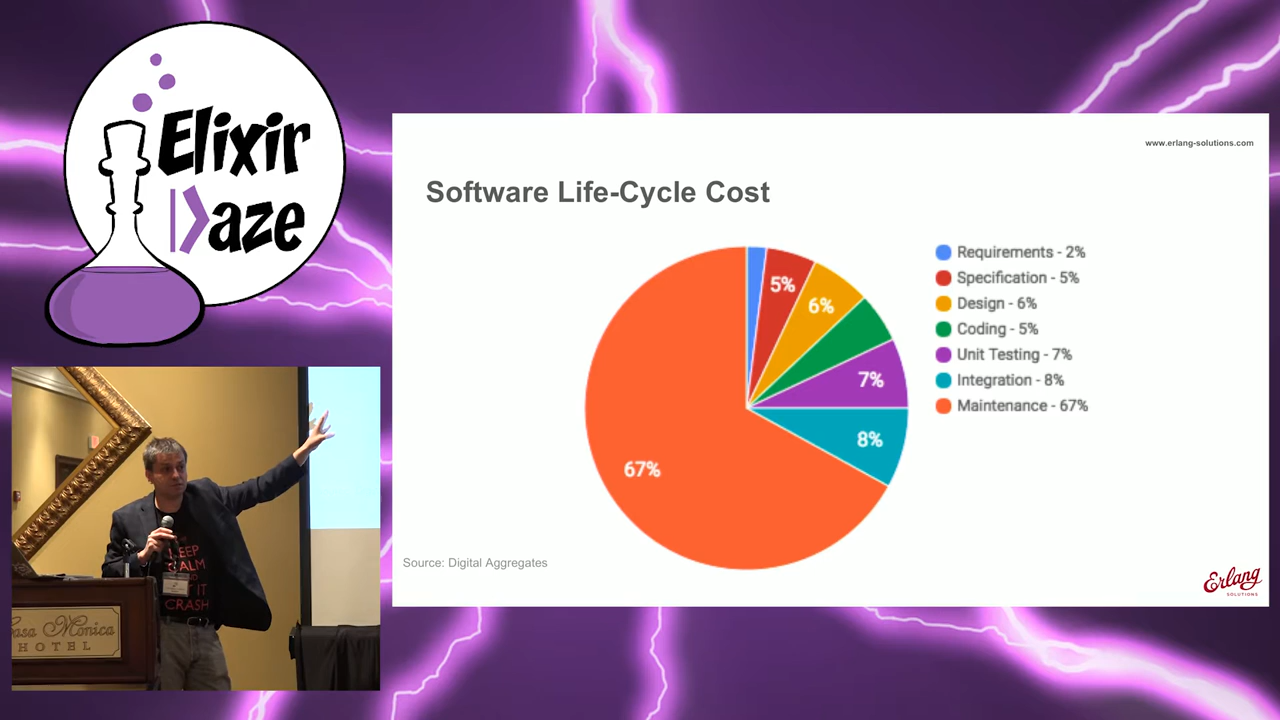 Elixir
|>aze
www.erlang-solutions.com
Software Life-Cycle Cost
5%
6%
7%
8%
67%
Requirements - 2%
Specification - 5%
Design - 6%
Coding - 5%
Unit Testing - 7%
Integration - 8%
Maintenance - 67%
Source: Digital Aggregates
Erlang
SOLUTIONS
KEEP
CALM
IT
CRASH
Casa Monica
HOTEL